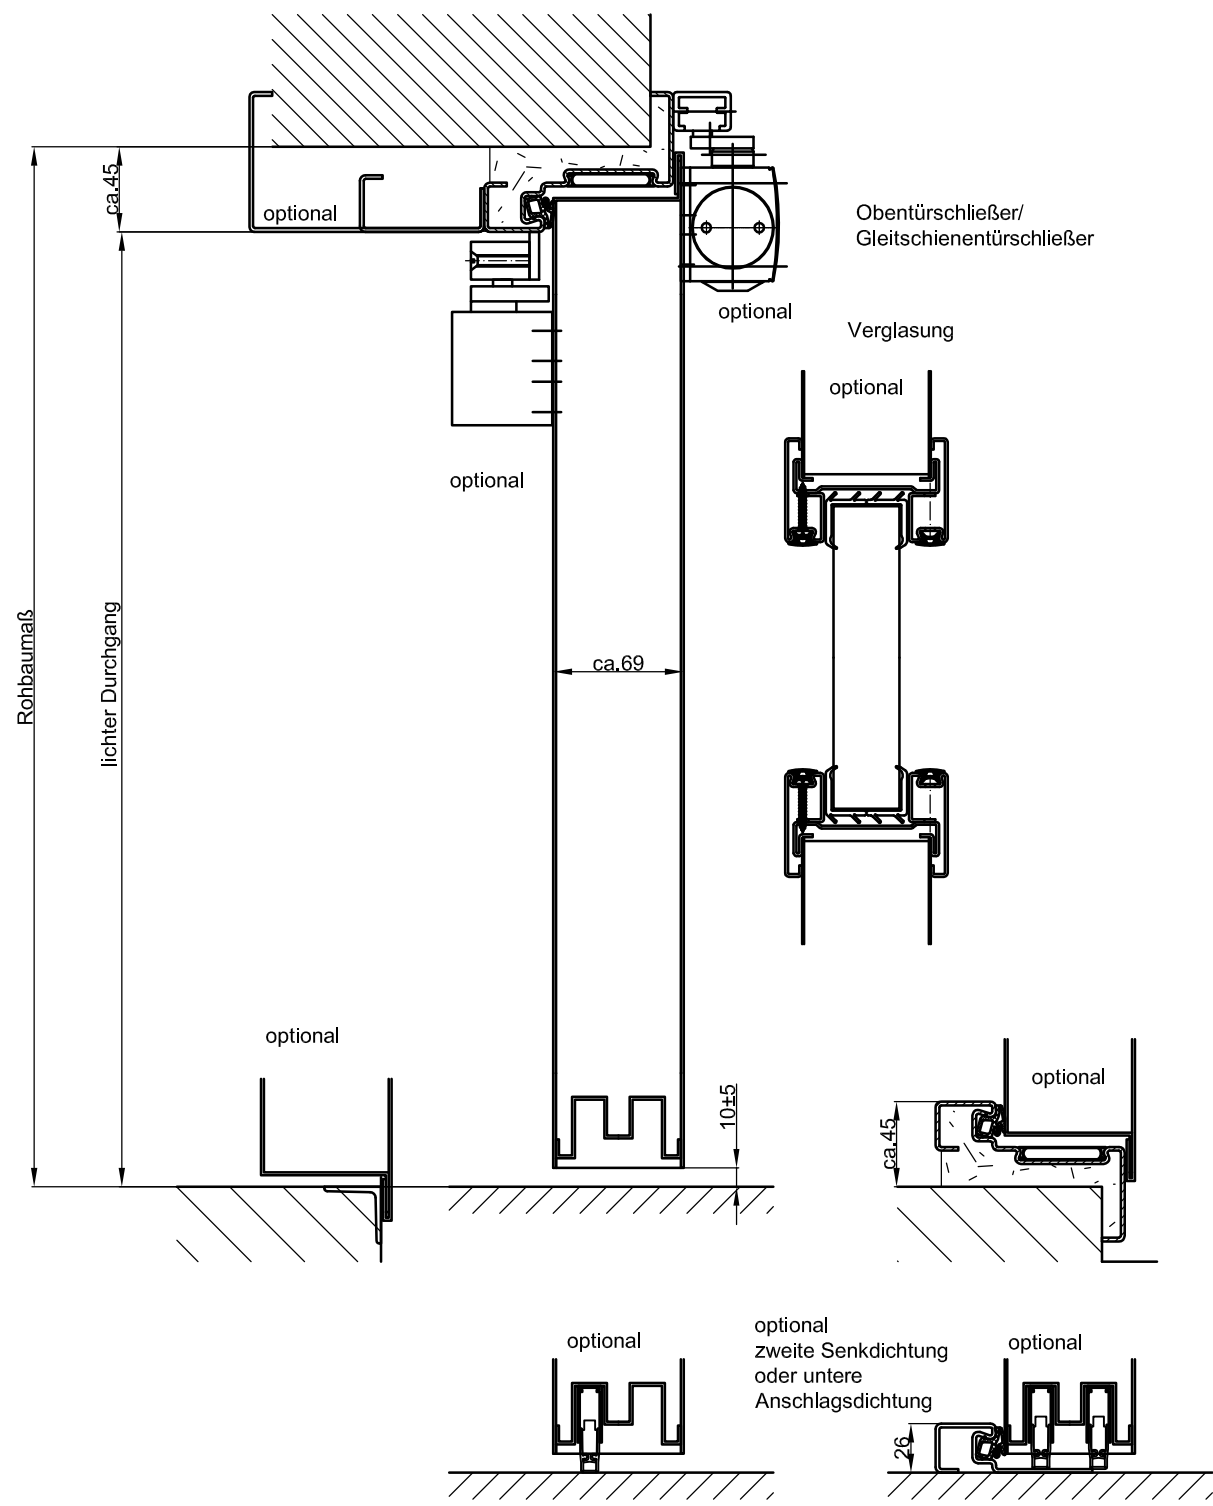 ca.45
optional
Obentürschließer/
Gleitschienentürschließer
optional
Verglasung
optional
optional
Rohbaumaß
lichter Durchgang
ca.69
optional
optional
10±5
ca.45
optional
optional
zweite Senkdichtung
oder untere
Anschlagsdichtung
optional
26